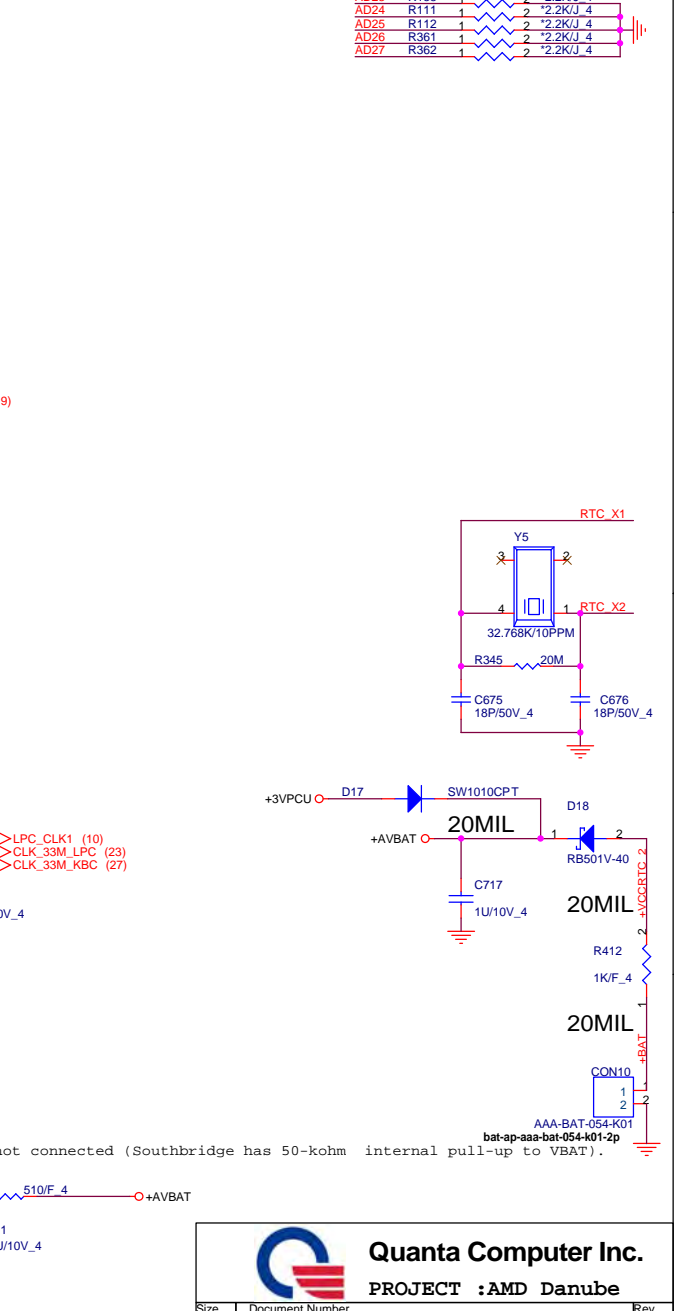 AD24 R111 1 2 *2.2K/J_4
AD25 R112 1 2 *2.2K/J_4
AD26 R361 1 2 *2.2K/J_4
AD27 R362 1 2 *2.2K/J_4
9)
RTC_X1
Y5
3 2
4 1 RTC_X2
32.768K/10PPM
R345 20M
C675 C676
18P/50V_4 18P/50V_4
+3VPCU D17 SW1010CPT
D18
20MIL
+AVBAT 1 2
RB501V-40
LPC_CLK1 (10)
CLK_33M_LPC (23)
CLK_33M_KBC (27)
+VCCRTC_2
C717
1U/10V_4
20MIL
0V_4
2
R412
1K/F_4
1
20MIL
+BAT
CON10
1 1
2 2
AAA-BAT-054-K01
bat-ap-aaa-bat-054-k01-2p
not connected (Southbridge has 50-kohm internal pull-up to VBAT).
510/F_4 +AVBAT
1
U/10V_4
Quanta Computer Inc.
PROJECT :AMD Danube
Size Document Number Rev